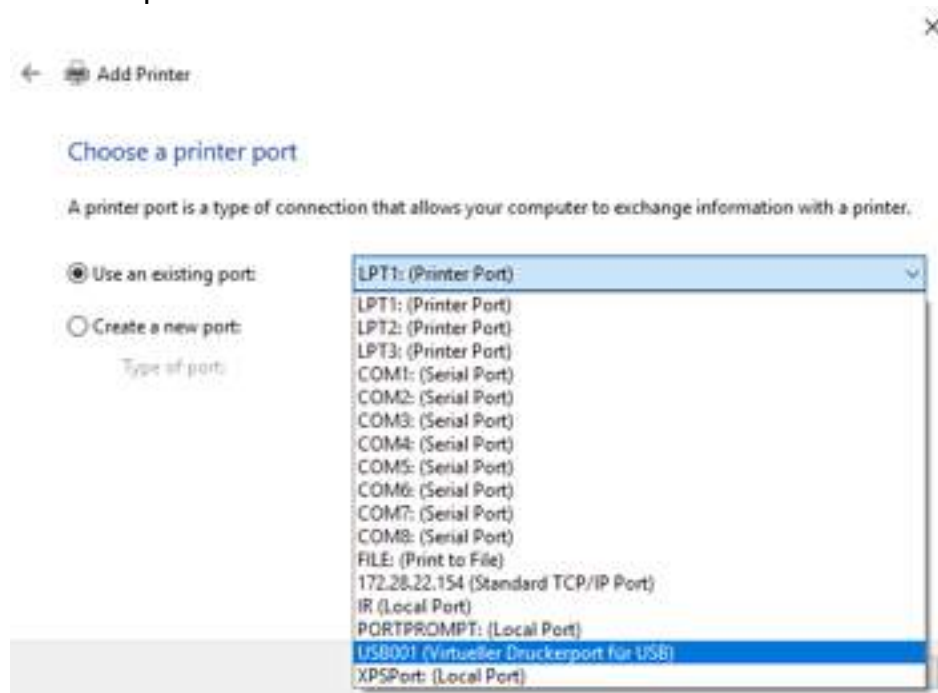 Add Printer
Choose a printer port
A printer port is a type of connection that allows your computer to exchange information with a printer.
Use an existing port: LPT1: (Printer Port)
LPT1: (Printer Port)
Create a new port: LPT2: (Printer Port)
LPT3: (Printer Port)
Type of port: COM1: (Serial Port)
COM2: (Serial Port)
COM3: (Serial Port)
COM4: (Serial Port)
COM5: (Serial Port)
COM6: (Serial Port)
COM7: (Serial Port)
COM8: (Serial Port)
FILE: (Print to File)
172.28.22.154 (Standard TCP/IP Port)
IR (Local Port)
PORTPROMPT: (Local Port)
USB001 (Virtueller Druckerport für USB)
XPSPort: (Local Port)